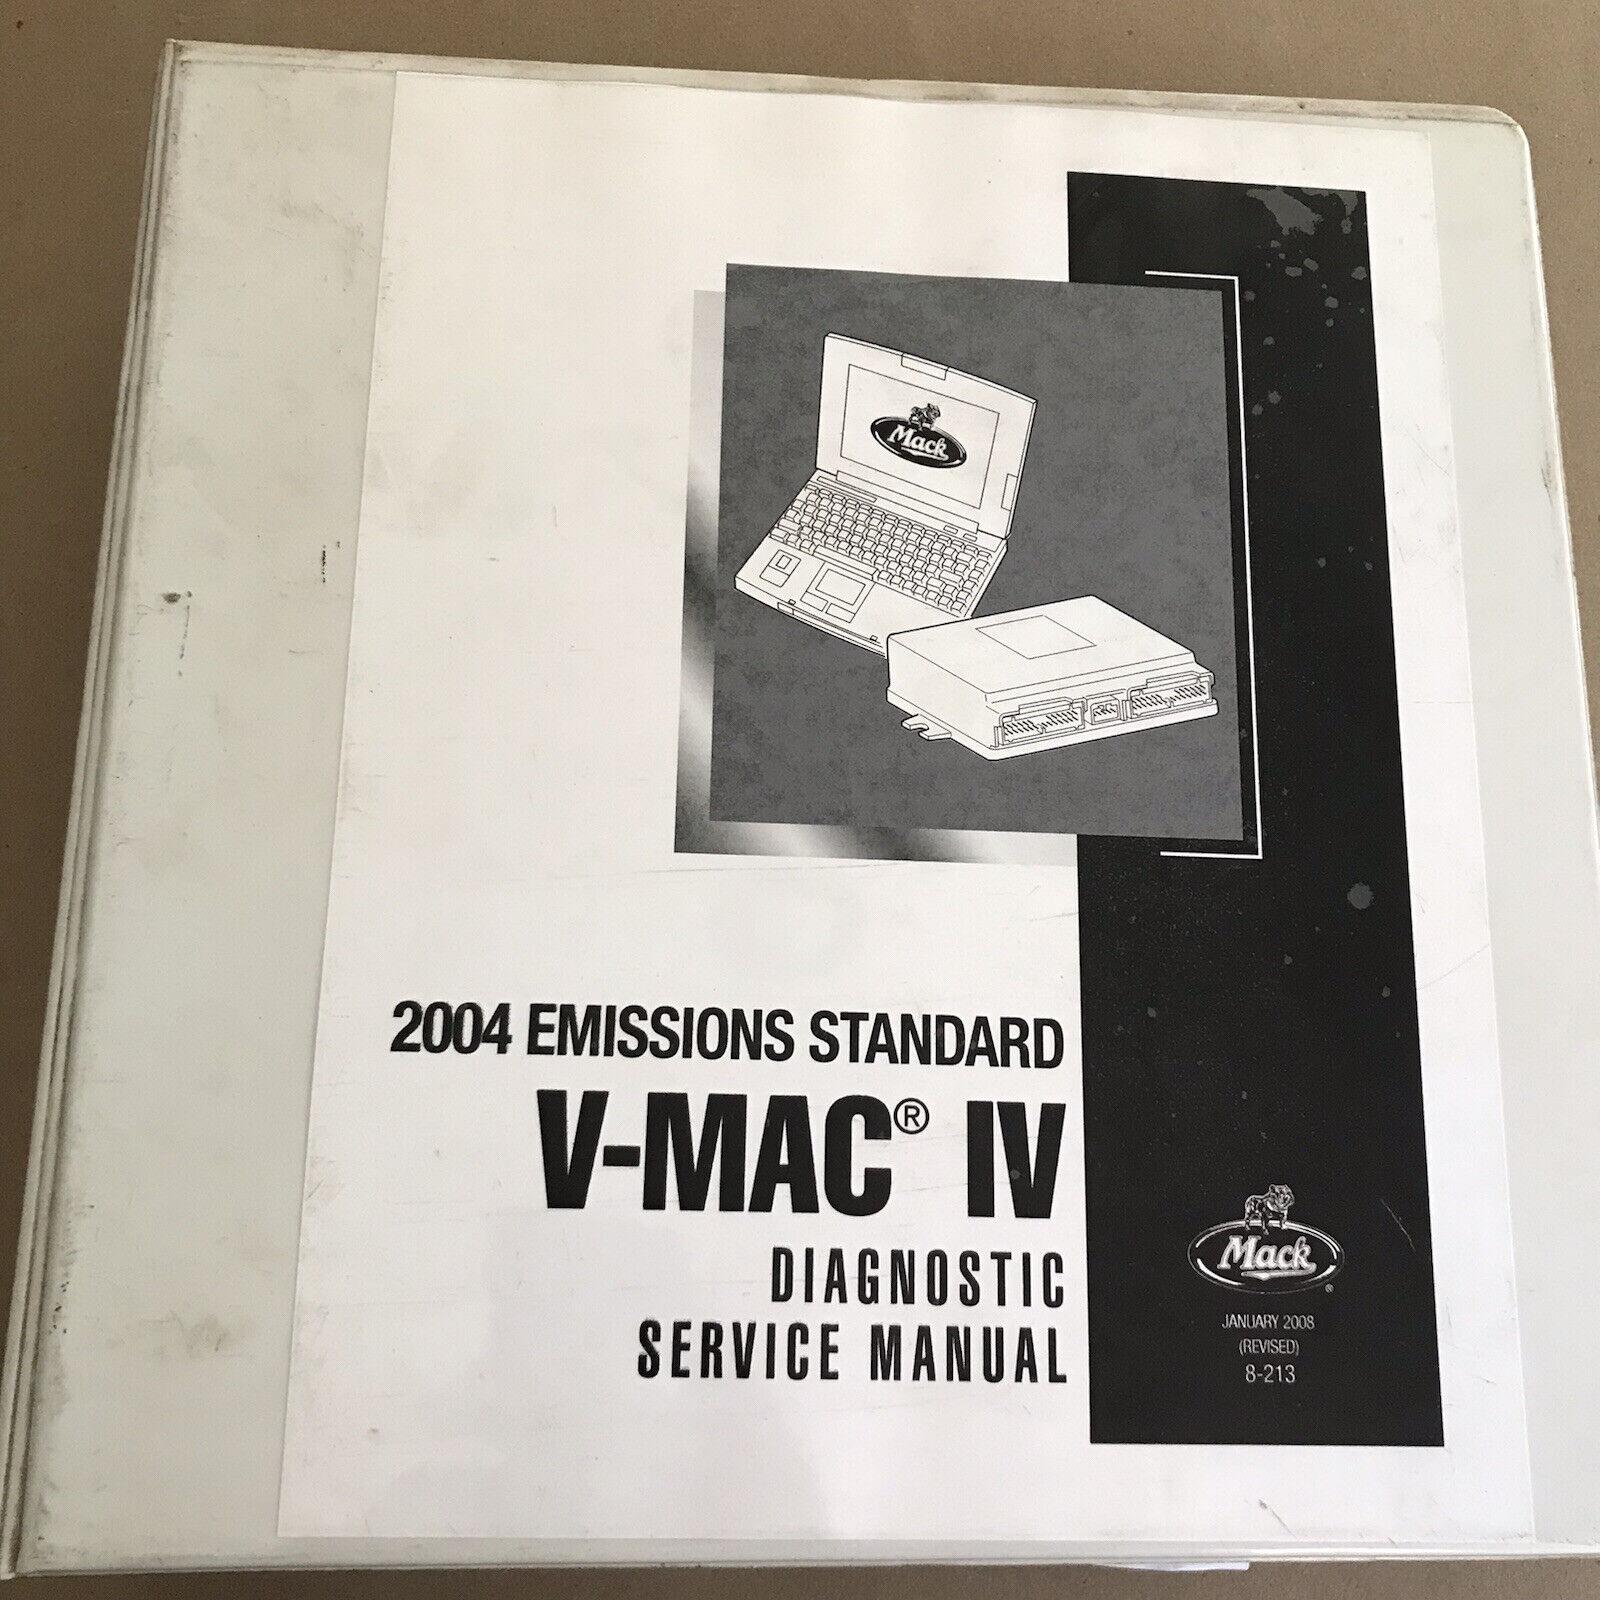 Mack
2004 EMISSIONS STANDARD
V-MAC® IV
DIAGNOSTIC
SERVICE MANUAL
Mack®
JANUARY 2008
(REVISED)
8-213